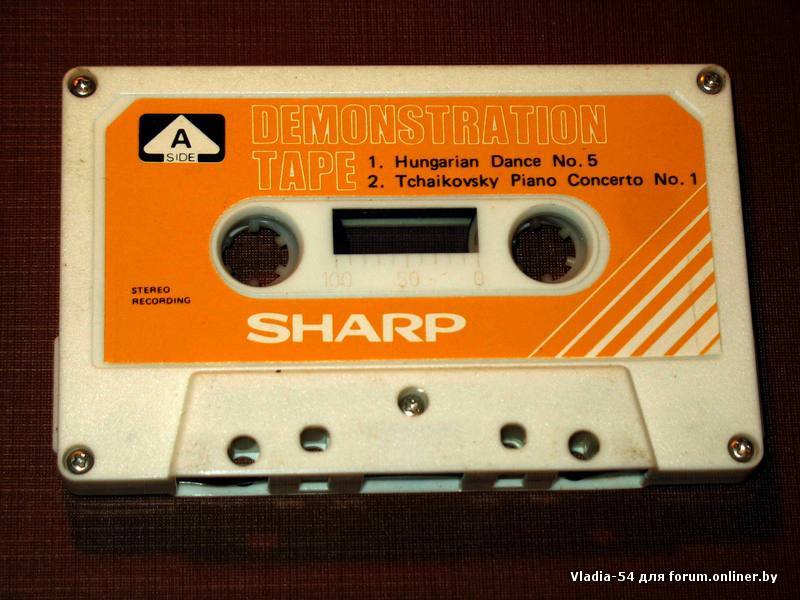 A
SIDE
DEMONSTRATION
TAPE
1. Hungarian Dance No. 5
2. Tchaikovsky Piano Concerto No. 1
100 50 0
STEREO
RECORDING
SHARP
Vladia-54 для forum.onliner.by